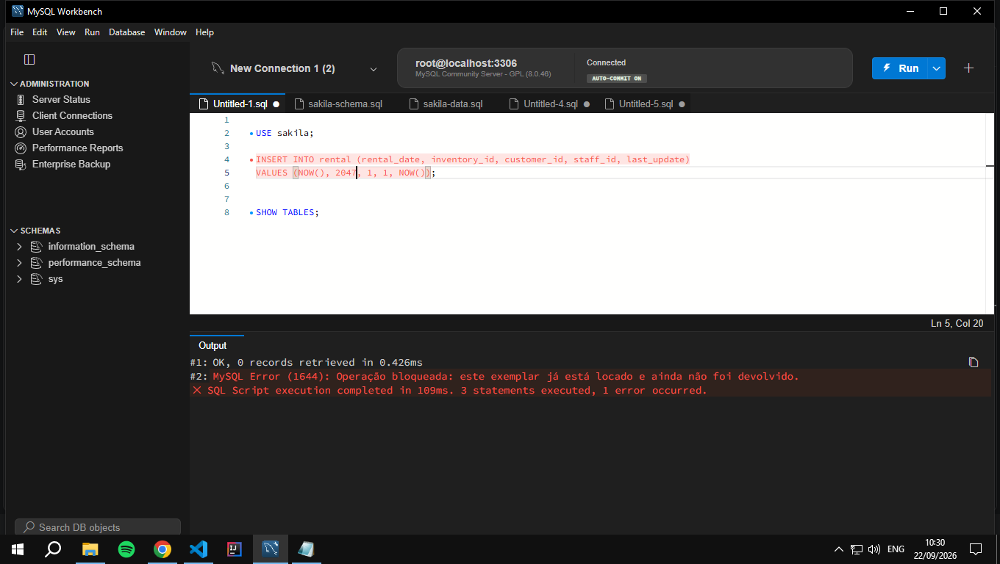 MySQL Workbench
File Edit View Run Database Window Help
New Connection 1 (2)
root@localhost:3306
MySQL Community Server - GPL (8.0.46)
Connected
AUTO-COMMIT ON
Run
ADMINISTRATION
Server Status
Client Connections
User Accounts
Performance Reports
Enterprise Backup
SCHEMAS
information_schema
performance_schema
sys
Search DB objects
Untitled-1.sql sakila-schema.sql sakila-data.sql Untitled-4.sql Untitled-5.sql
1
2 USE sakila;
3
4 INSERT INTO rental (rental_date, inventory_id, customer_id, staff_id, last_update)
5 VALUES (NOW(), 2047, 1, 1, NOW());
6
7
8 SHOW TABLES;
Ln 5, Col 20
Output
#1: OK, 0 records retrieved in 0.426ms
#2: MySQL Error (1644): Operação bloqueada: este exemplar já está locado e ainda não foi devolvido.
SQL Script execution completed in 109ms. 3 statements executed, 1 error occurred.
IJ
ENG
10:30
22/09/2026